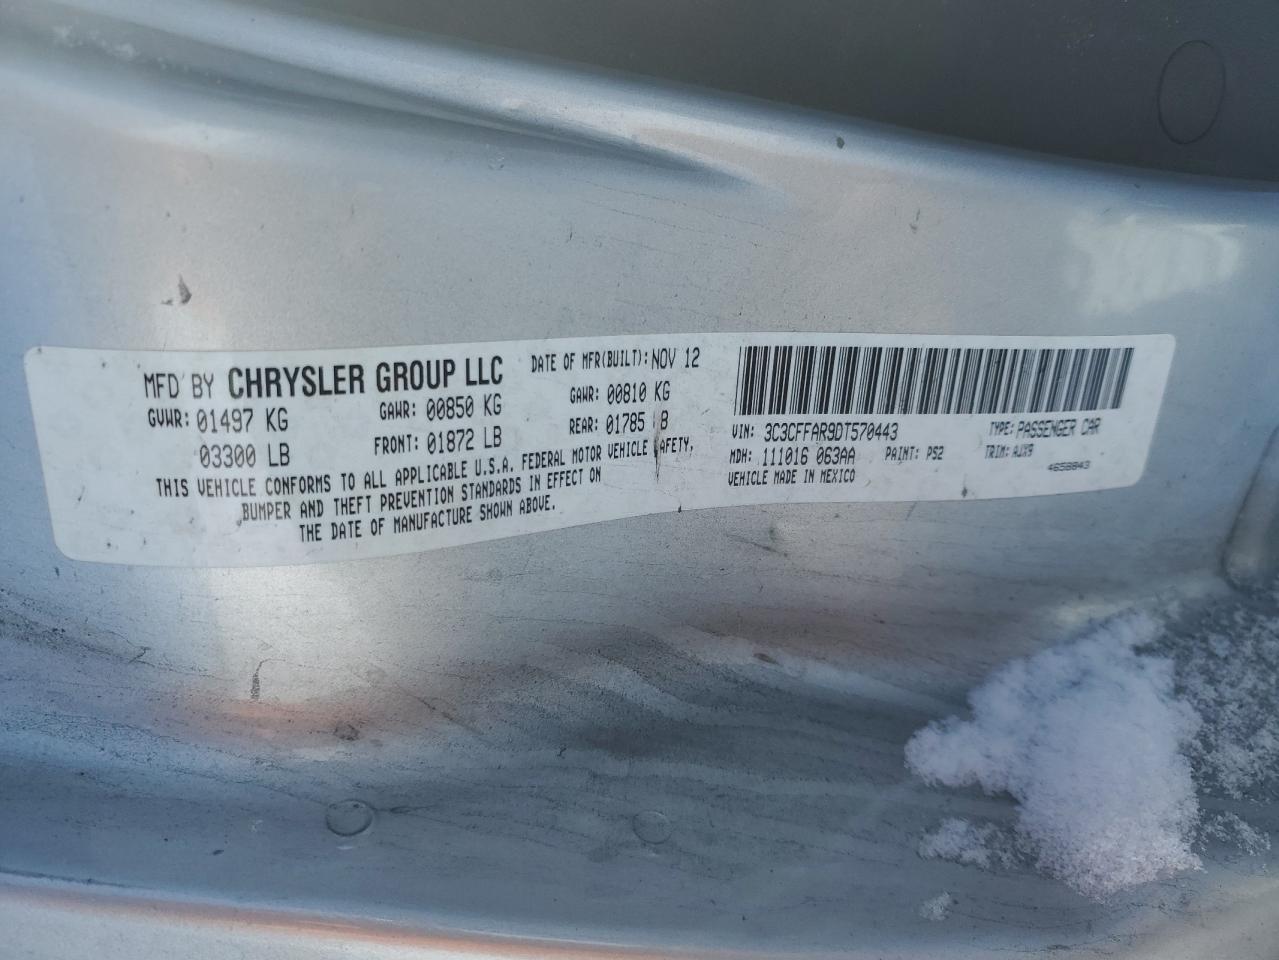 MFD BY CHRYSLER GROUP LLC DATE OF MFR(BUILT): NOV 12
GVWR: 01497 KG GAWR: 00850 KG GAWR: 00810 KG
03300 LB FRONT: 01872 LB REAR: 01785 B
THIS VEHICLE CONFORMS TO ALL APPLICABLE U.S.A. FEDERAL MOTOR VEHICLE AFETY,
BUMPER AND THEFT PREVENTION STANDARDS IN EFFECT ON
THE DATE OF MANUFACTURE SHOWN ABOVE.
VIN: 3C3CFFAR9DT570443 TYPE: PASSENGER CAR
MDH: 111016 063AA PAINT: PS2 TRIM: AJX9
VEHICLE MADE IN MEXICO 4658843